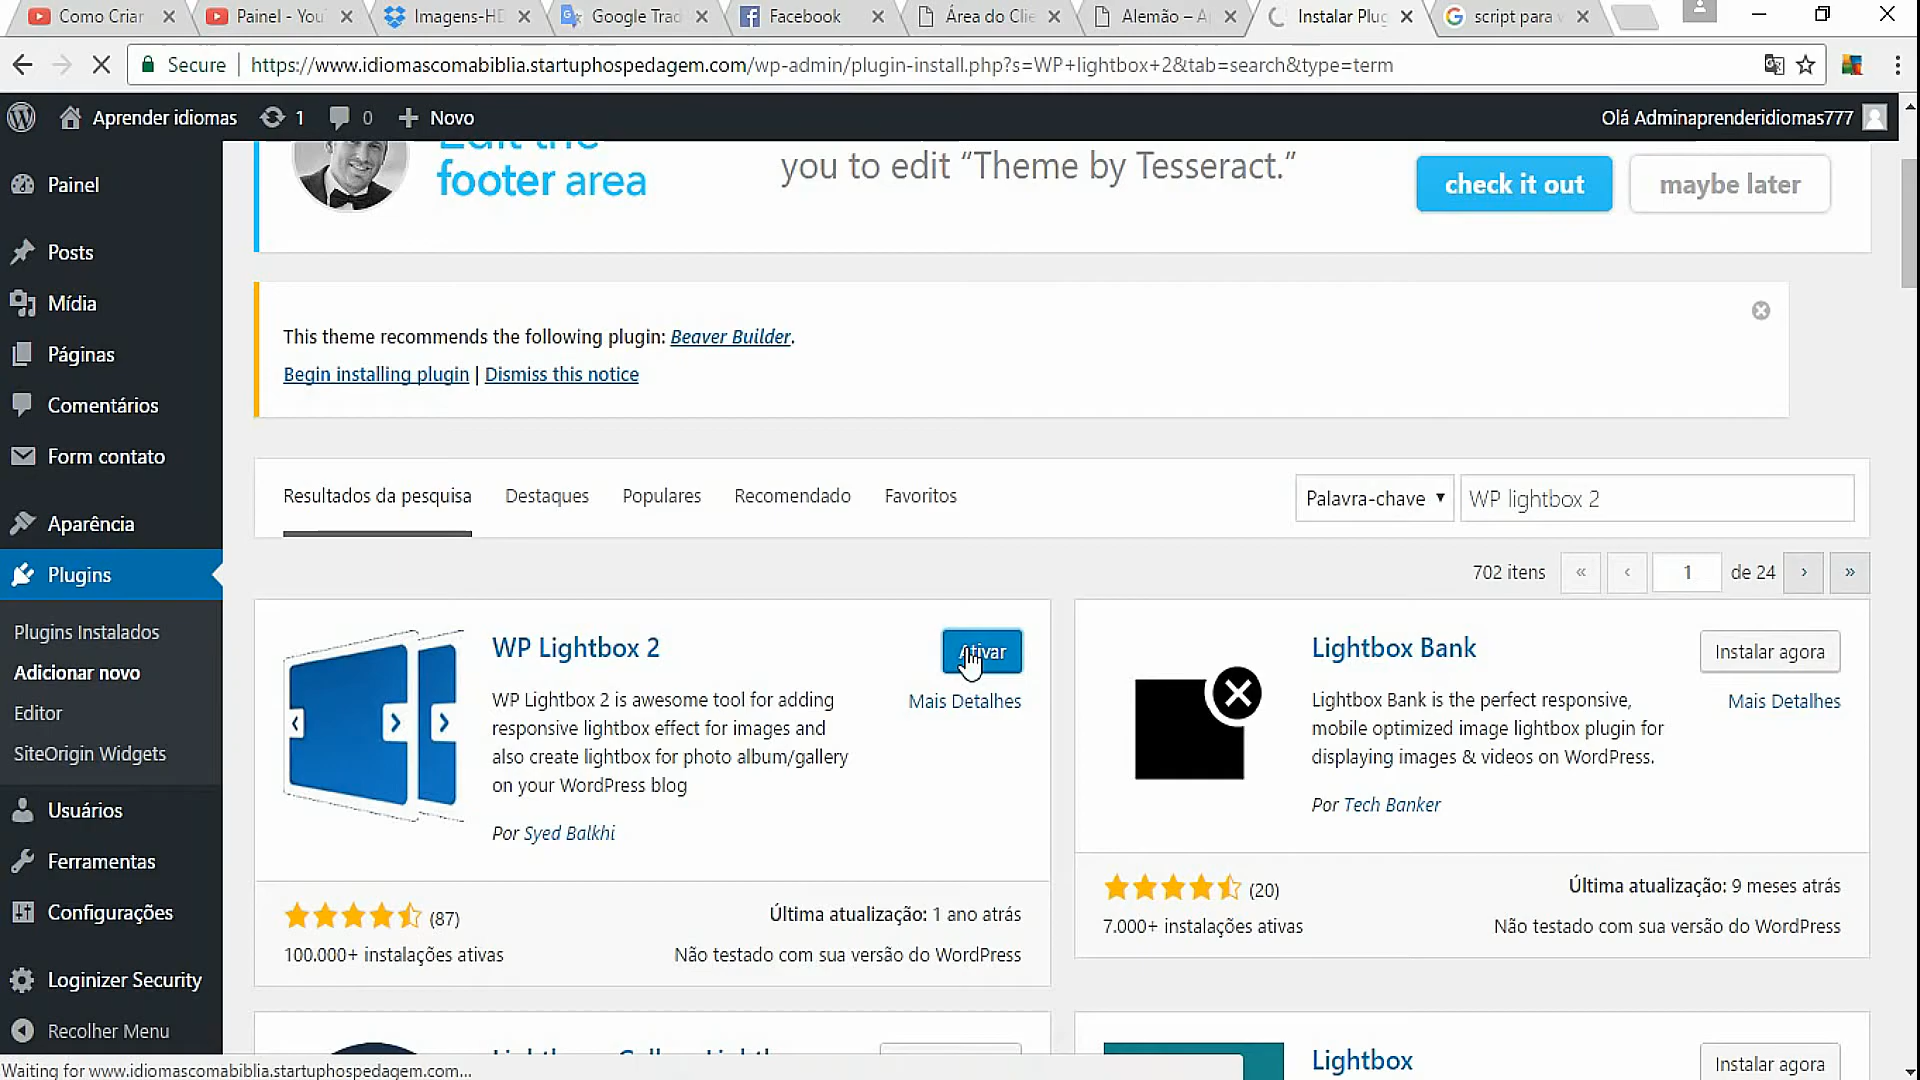 Como Criar
Painel - You
Imagens-HD
Google Trad
Facebook
Área do Clie
Alemão – A
Instalar Plug
script para v
Secure
https://www.idiomascomabiblia.startuphospedagem.com/wp-admin/plugin-install.php?s=WP+lightbox+2&tab=search&type=term
Aprender idiomas
1
0
Novo
Olá Adminaprenderidiomas777
Painel
Posts
Mídia
Páginas
Comentários
Form contato
Aparência
Plugins
Plugins Instalados
Adicionar novo
Editor
SiteOrigin Widgets
Usuários
Ferramentas
Configurações
Loginizer Security
Recolher Menu
Edit the
footer area
you to edit “Theme by Tesseract.”
check it out
maybe later
This theme recommends the following plugin: Beaver Builder.
Begin installing plugin | Dismiss this notice
Resultados da pesquisa
Destaques
Populares
Recomendado
Favoritos
Palavra-chave
WP lightbox 2
702 itens
«
‹
1
de 24
›
»
WP Lightbox 2
Ativar
Mais Detalhes
WP Lightbox 2 is awesome tool for adding
responsive lightbox effect for images and
also create lightbox for photo album/gallery
on your WordPress blog
Por Syed Balkhi
(87)
Última atualização: 1 ano atrás
100.000+ instalações ativas
Não testado com sua versão do WordPress
Lightbox Bank
Instalar agora
Mais Detalhes
Lightbox Bank is the perfect responsive,
mobile optimized image lightbox plugin for
displaying images & videos on WordPress.
Por Tech Banker
(20)
Última atualização: 9 meses atrás
7.000+ instalações ativas
Não testado com sua versão do WordPress
Lightbox
Instalar agora
Waiting for www.idiomascomabiblia.startuphospedagem.com...